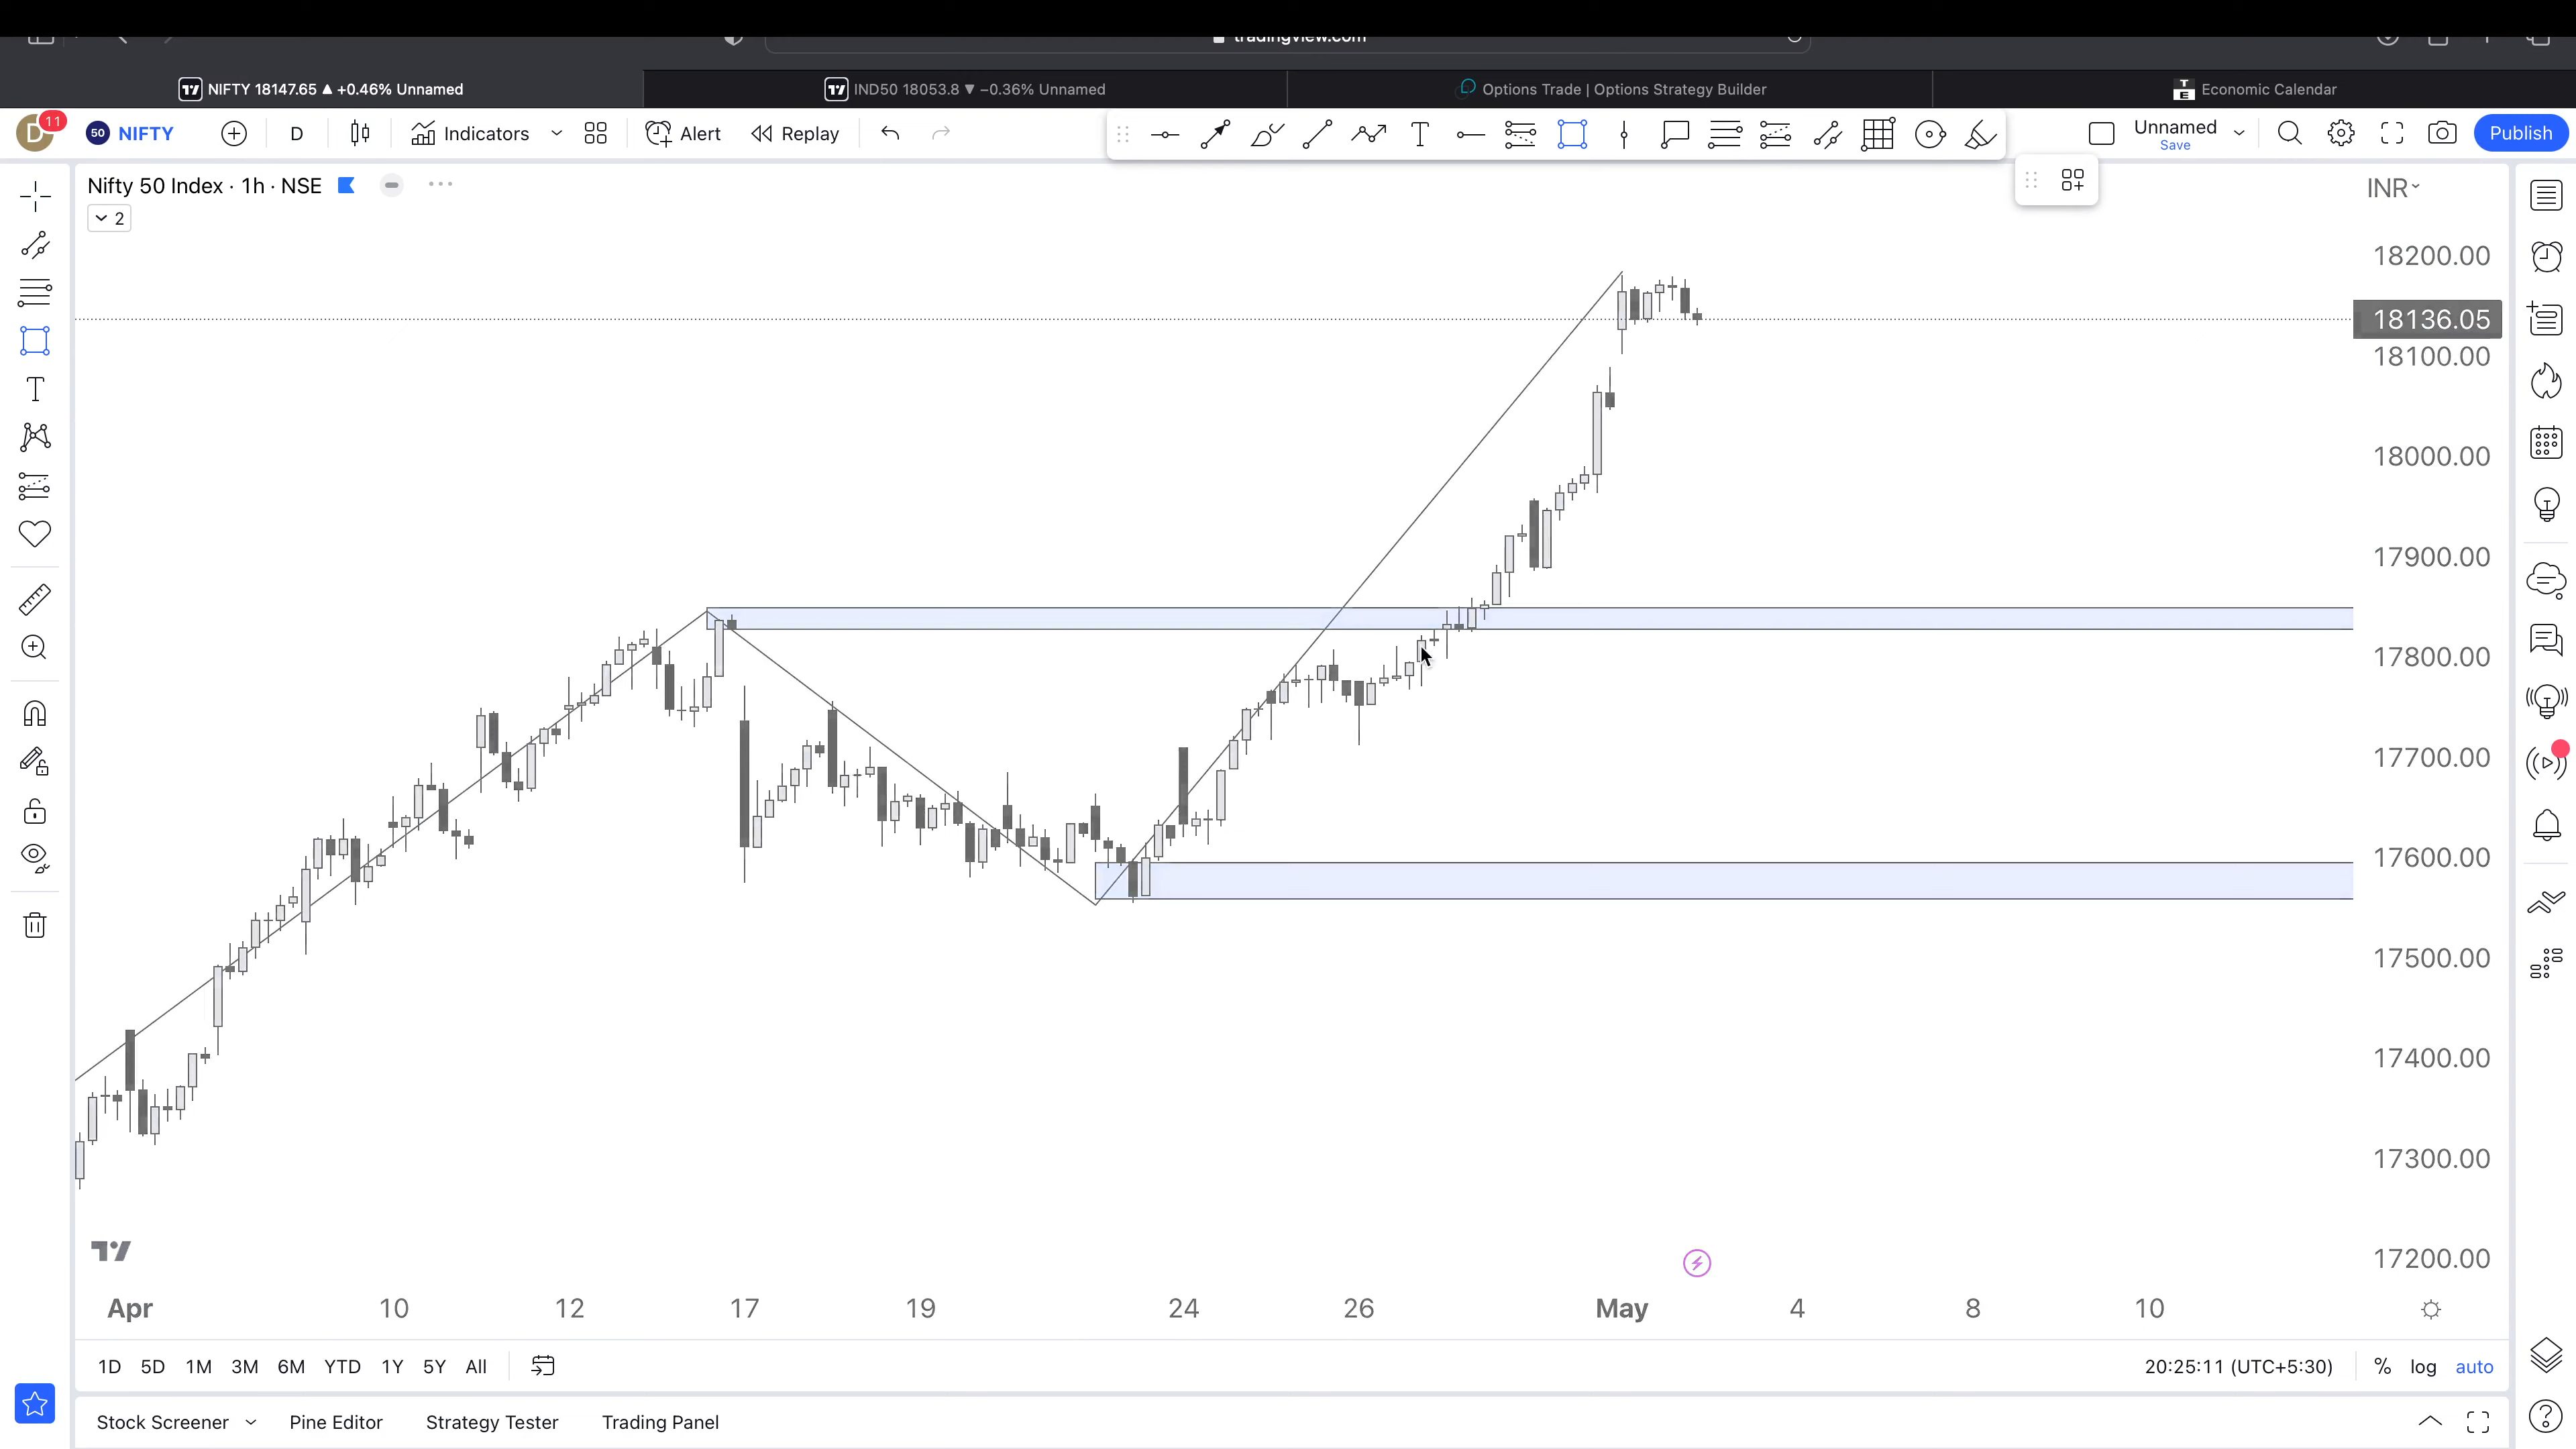 tradingview.com
NIFTY 18147.65 ▲ +0.46% Unnamed
IND50 18053.8 ▼ −0.36% Unnamed
Options Trade | Options Strategy Builder
Economic Calendar
D 11
50 NIFTY
D
Indicators
Alert
Replay
T
Unnamed
Save
Publish
Nifty 50 Index · 1h · NSE
INR
2
18200.00
18136.05
18100.00
18000.00
17900.00
17800.00
17700.00
17600.00
17500.00
17400.00
17300.00
17200.00
Apr 10 12 17 19 24 26 May 4 8 10
1D 5D 1M 3M 6M YTD 1Y 5Y All
20:25:11 (UTC+5:30) % log auto
Stock Screener Pine Editor Strategy Tester Trading Panel